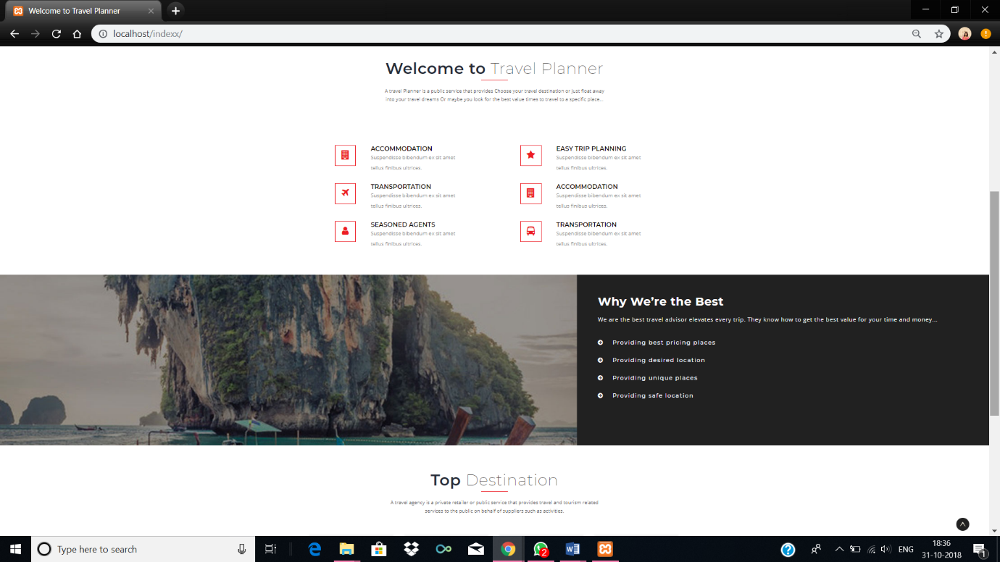 Welcome to Travel Planner
localhost/indexx/
Welcome to Travel Planner
A travel Planner is a public service that provides Choose your travel destination or just float away
into your travel dreams Or maybe you look for the best value times to travel to a specific place...
ACCOMMODATION
Suspendisse bibendum ex sit amet
tellus finibus ultrices.
EASY TRIP PLANNING
Suspendisse bibendum ex sit amet
tellus finibus ultrices.
TRANSPORTATION
Suspendisse bibendum ex sit amet
tellus finibus ultrices.
ACCOMMODATION
Suspendisse bibendum ex sit amet
tellus finibus ultrices.
SEASONED AGENTS
Suspendisse bibendum ex sit amet
tellus finibus ultrices.
TRANSPORTATION
Suspendisse bibendum ex sit amet
tellus finibus ultrices.
Why We're the Best
We are the best travel advisor elevates every trip. They know how to get the best value for your time and money...
Providing best pricing places
Providing desired location
Providing unique places
Providing safe location
Top Destination
A travel agency is a private retailer or public service that provides travel and tourism related
services to the public on behalf of suppliers such as activities.
Type here to search
2
ENG
18:36
31-10-2018
1